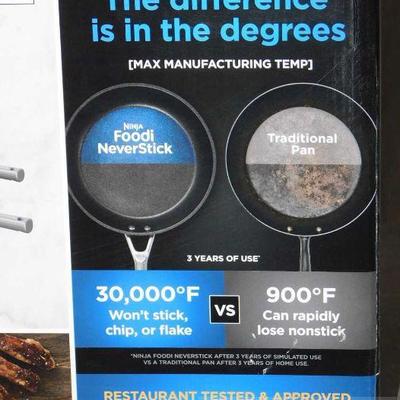 The difference
is in the degrees
[MAX MANUFACTURING TEMP]
NINJA
Foodi
NeverStick
Traditional
Pan
3 YEARS OF USE*
30,000°F
Won't stick,
chip, or flake
VS
900°F
Can rapidly
lose nonstick
*NINJA FOODI NEVERSTICK AFTER 3 YEARS OF SIMULATED USE
VS A TRADITIONAL PAN AFTER 3 YEARS OF HOME USE.
RESTAURANT TESTED & APPROVED